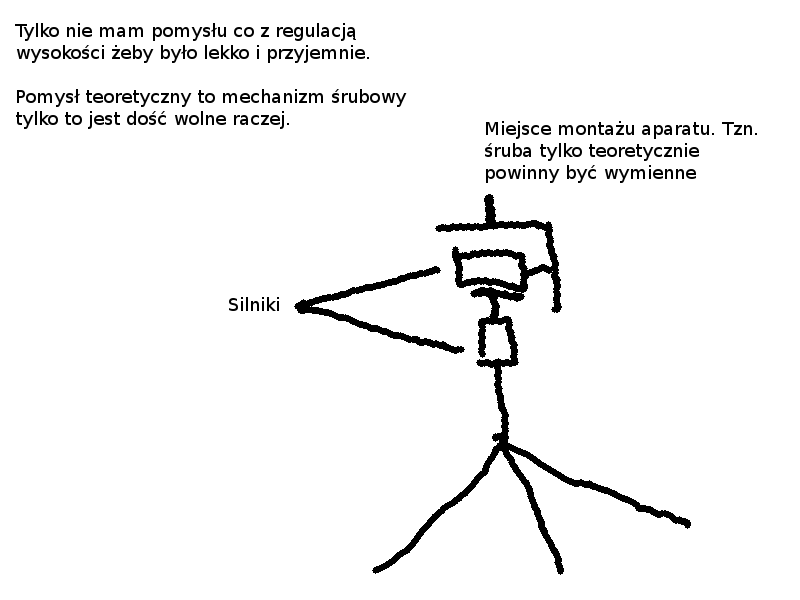 Tylko nie mam pomysłu co z regulacją
wysokości żeby było lekko i przyjemnie.
Pomysł teoretyczny to mechanizm śrubowy
tylko to jest dość wolne raczej.
Miejsce montażu aparatu. Tzn.
śruba tylko teoretycznie
powinny być wymienne
Silniki